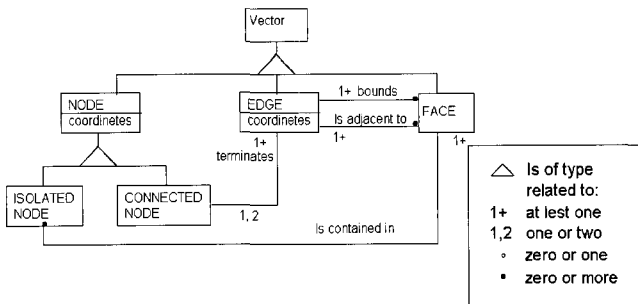 Vector
NODE
coordinetes
EDGE
coordinetes
1+ bounds
Is adjacent to
1+
FACE
1+
1+
terminates
ISOLATED
NODE
CONNECTED
NODE
1, 2
Is contained in
Is of type
related to:
1+ at lest one
1,2 one or two
zero or one
zero or more